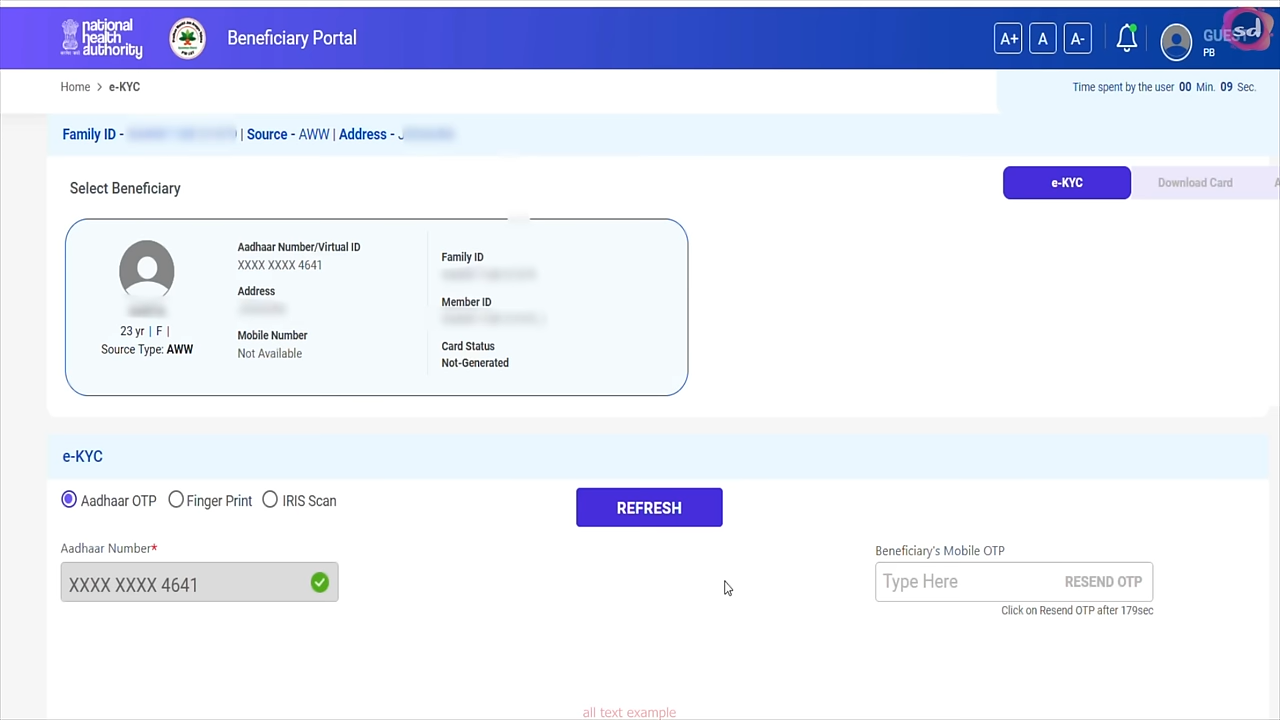 national
health
authority
Beneficiary Portal
A+ A A-
GUEST
PB
sd
Home > e-KYC
Time spent by the user 00 Min. 09 Sec.
Family ID - | Source - AWW | Address -
Select Beneficiary
e-KYC
Download Card
Aadhaar Number/Virtual ID
XXXX XXXX 4641
Address
Mobile Number
Not Available
23 yr | F |
Source Type: AWW
Family ID
Member ID
Card Status
Not-Generated
e-KYC
Aadhaar OTP Finger Print IRIS Scan
REFRESH
Aadhaar Number*
XXXX XXXX 4641
Beneficiary's Mobile OTP
Type Here RESEND OTP
Click on Resend OTP after 179sec
all text example